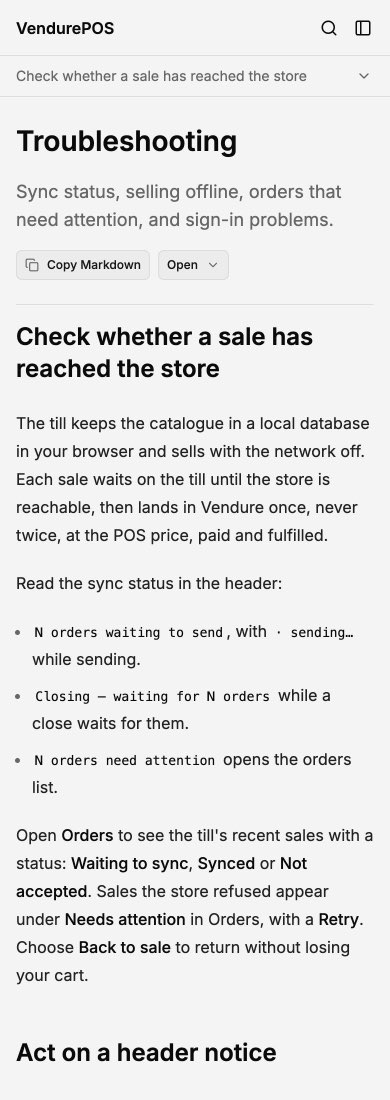 VendurePOS
Check whether a sale has reached the store
Troubleshooting
Sync status, selling offline, orders that
need attention, and sign-in problems.
Copy Markdown
Open
Check whether a sale has
reached the store
The till keeps the catalogue in a local database
in your browser and sells with the network off.
Each sale waits on the till until the store is
reachable, then lands in Vendure once, never
twice, at the POS price, paid and fulfilled.
Read the sync status in the header:
• N orders waiting to send, with · sending…
while sending.
• Closing — waiting for N orders while a
close waits for them.
• N orders need attention opens the orders
list.
Open Orders to see the till's recent sales with a
status: Waiting to sync, Synced or Not
accepted. Sales the store refused appear
under Needs attention in Orders, with a Retry.
Choose Back to sale to return without losing
your cart.
Act on a header notice